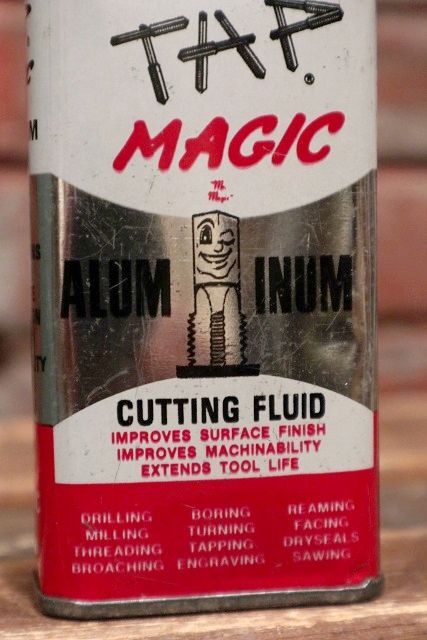 TAP
MAGIC
"Mr.
Magic"
ALUM INUM
CUTTING FLUID
IMPROVES SURFACE FINISH
IMPROVES MACHINABILITY
EXTENDS TOOL LIFE
DRILLING BORING REAMING
MILLING TURNING FACING
THREADING TAPPING DRYSEALS
BROACHING ENGRAVING SAWING